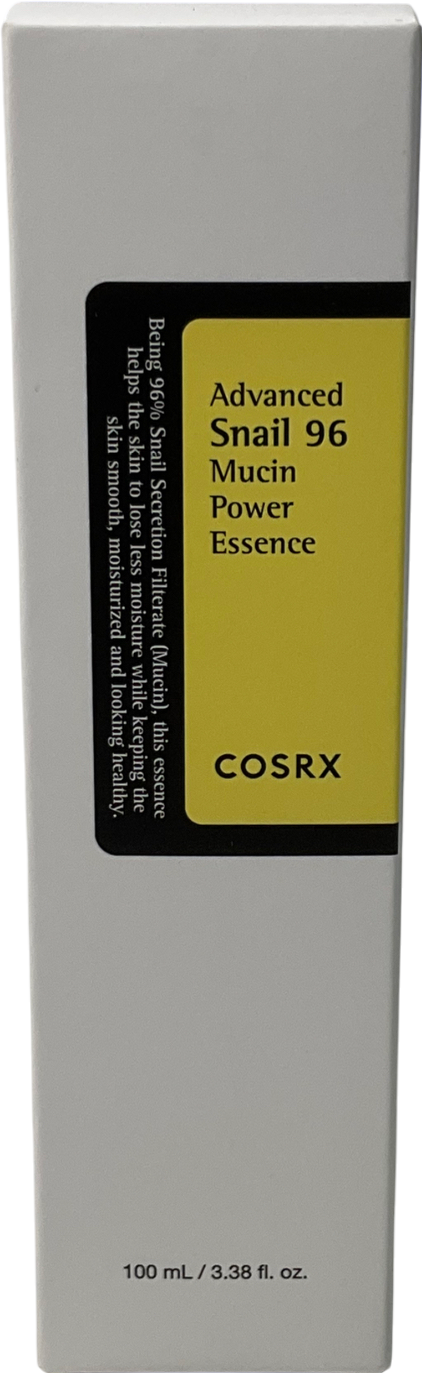 Advanced
Snail 96
Mucin
Power
Essence
COSRX
Being 96% Snail Secretion Filterate (Mucin), this essence
helps the skin to lose less moisture while keeping the
skin smooth, moisturized and looking healthy.
100 mL / 3.38 fl. oz.